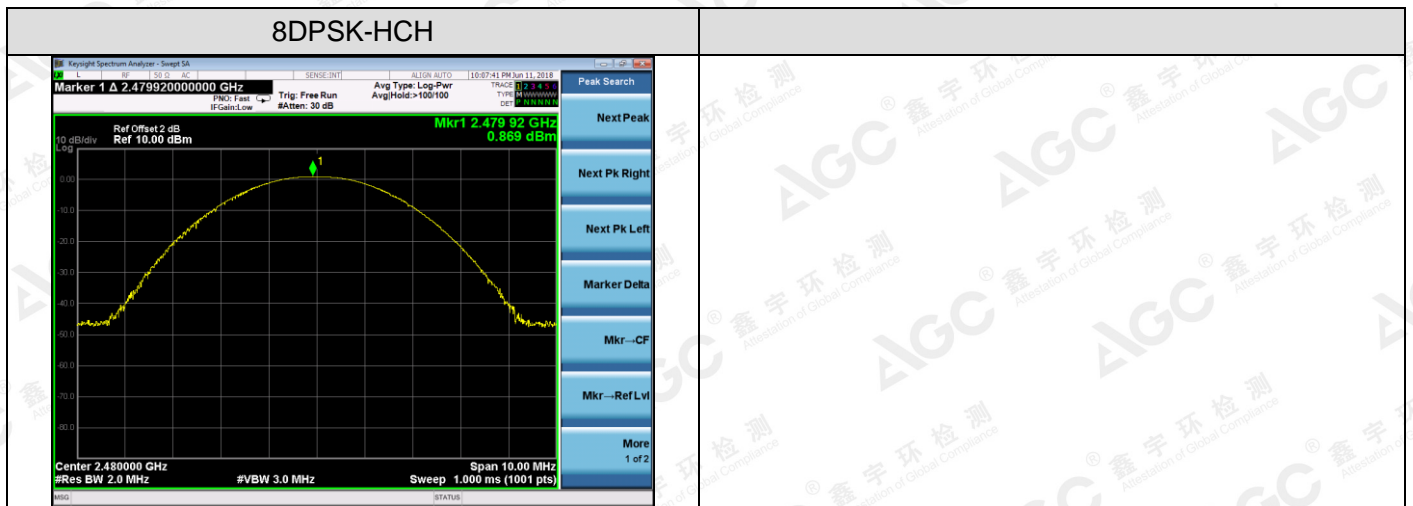 8DPSK-HCH
Keysight Spectrum Analyzer - Swept SA
L RF 50 Ω AC SENSE:INT ALIGN AUTO 10:07:41 PM Jun 11, 2018
Marker 1 Δ 2.479920000000 GHz
PNO: Fast
IFGain:Low
Trig: Free Run
#Atten: 30 dB
Avg Type: Log-Pwr
Avg|Hold:>100/100
TRACE 1 2 3 4 5 6
TYPE M WWWWW
DET P N N N N N
Peak Search
Ref Offset 2 dB
Ref 10.00 dBm
10 dB/div
Log
Mkr1 2.479 92 GHz
0.869 dBm
1
0.00
-10.0
-20.0
-30.0
-40.0
-50.0
-60.0
-70.0
-80.0
Center 2.480000 GHz
#Res BW 2.0 MHz
#VBW 3.0 MHz
Span 10.00 MHz
Sweep 1.000 ms (1001 pts)
MSG
STATUS
Next Peak
Next Pk Right
Next Pk Left
Marker Delta
Mkr→CF
Mkr→Ref Lvl
More
1 of 2
AGC
® 鑫宇环检测
Attestation of Global Compliance